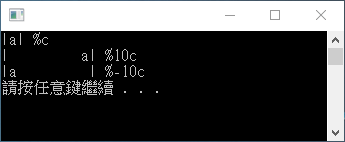 |a| %c
|         a| %10c
|a         | %-10c
請按任意鍵繼續 . . .